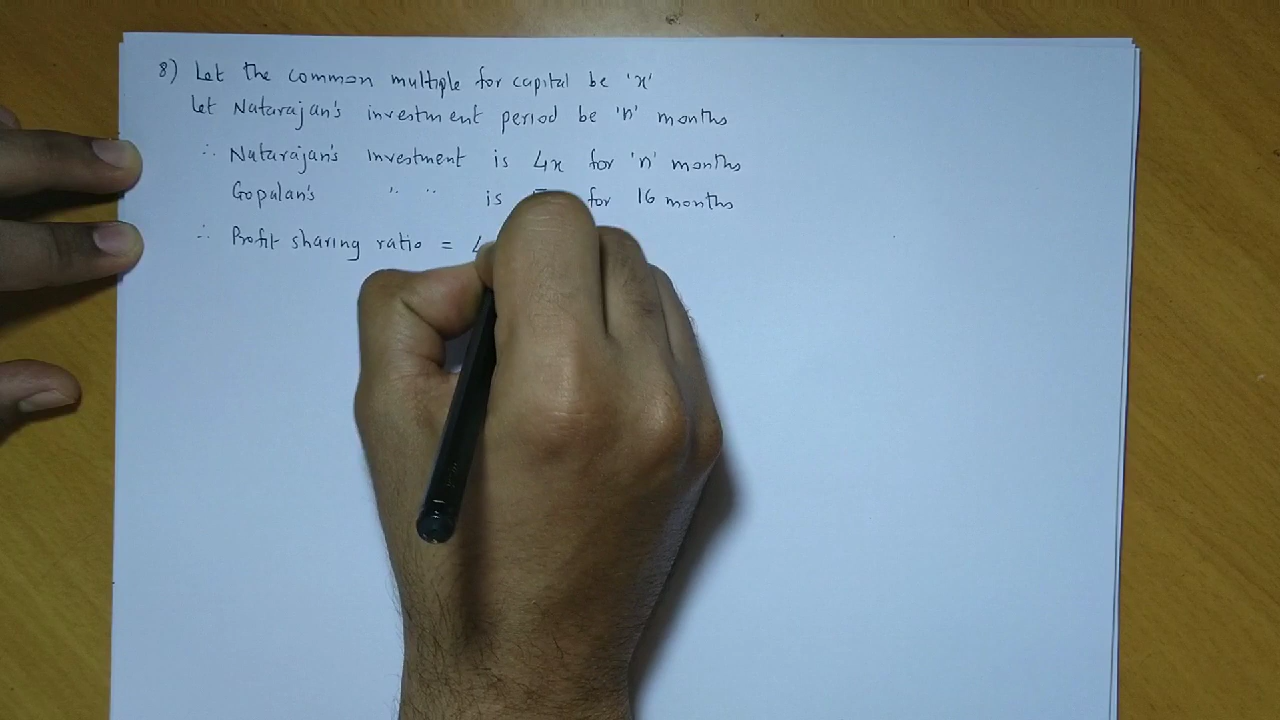 8) Let the common multiple for capital be 'x'
let Natarajan's investment period be 'n' months
∴ Natarajan's investment is 4x for 'n' months
Gopalan's " " is for 16 months
∴ Profit sharing ratio = 4